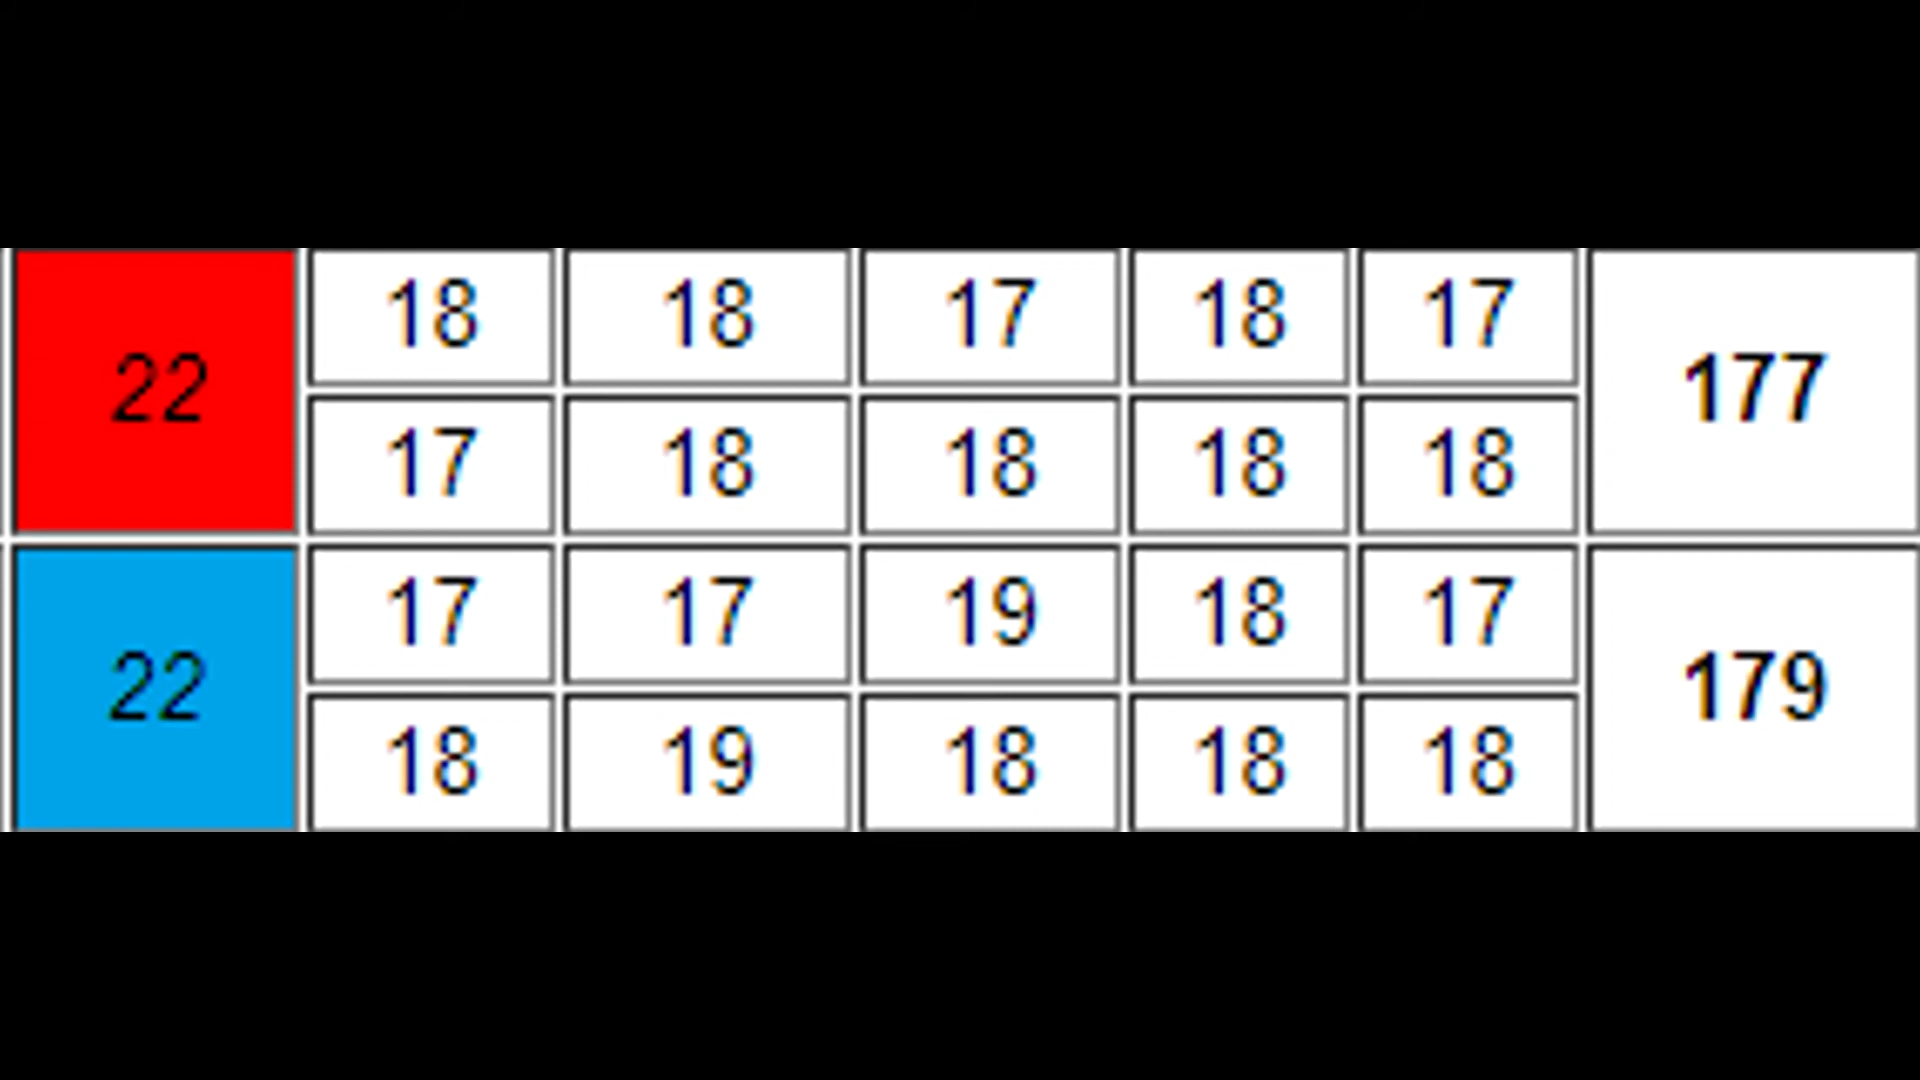 22 18 18 17 18 17 177
17 18 18 18 18
22 17 17 19 18 17 179
18 19 18 18 18